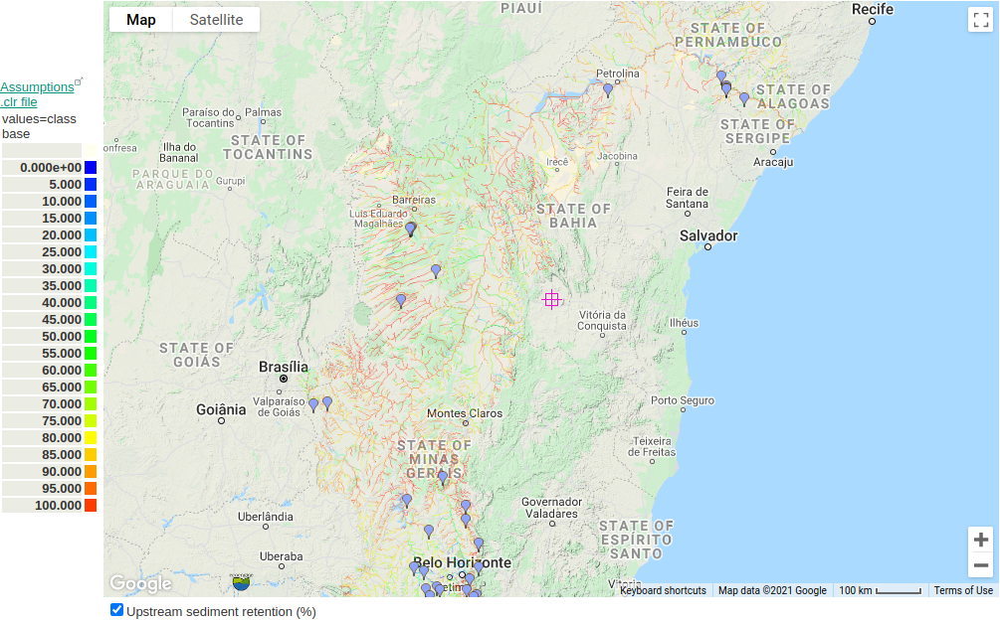 Map
Satellite
PIAUÍ
Recife
STATE OF
PERNAMBUCO
Petrolina
STATE OF
ALAGOAS
STATE OF
SERGIPE
Aracaju
Assumptions
.clr file
values=class
base
0.000e+00
5.000
10.000
15.000
20.000
25.000
30.000
35.000
40.000
45.000
50.000
55.000
60.000
65.000
70.000
75.000
80.000
85.000
90.000
95.000
100.000
Paraíso do
Tocantins
Palmas
onfresa
Ilha do
Bananal
STATE OF
TOCANTINS
PARQUE DO
ARAGUAIA
Gurupi
Irecê
Jacobina
Barreiras
Luís Eduardo
Magalhães
STATE OF
BAHIA
Feira de
Santana
Salvador
Vitória da
Conquista
Ilhéus
STATE OF
GOIÁS
Brasília
Goiânia
Valparaíso
de Goiás
Montes Claros
Porto Seguro
STATE OF
MINAS
GERAIS
Teixeira
de Freitas
Uberlândia
Governador
Valadares
STATE OF
ESPÍRITO
SANTO
Uberaba
Belo Horizonte
etim
Vitória
Google
Keyboard shortcuts
Map data ©2021 Google
100 km
Terms of Use
Upstream sediment retention (%)